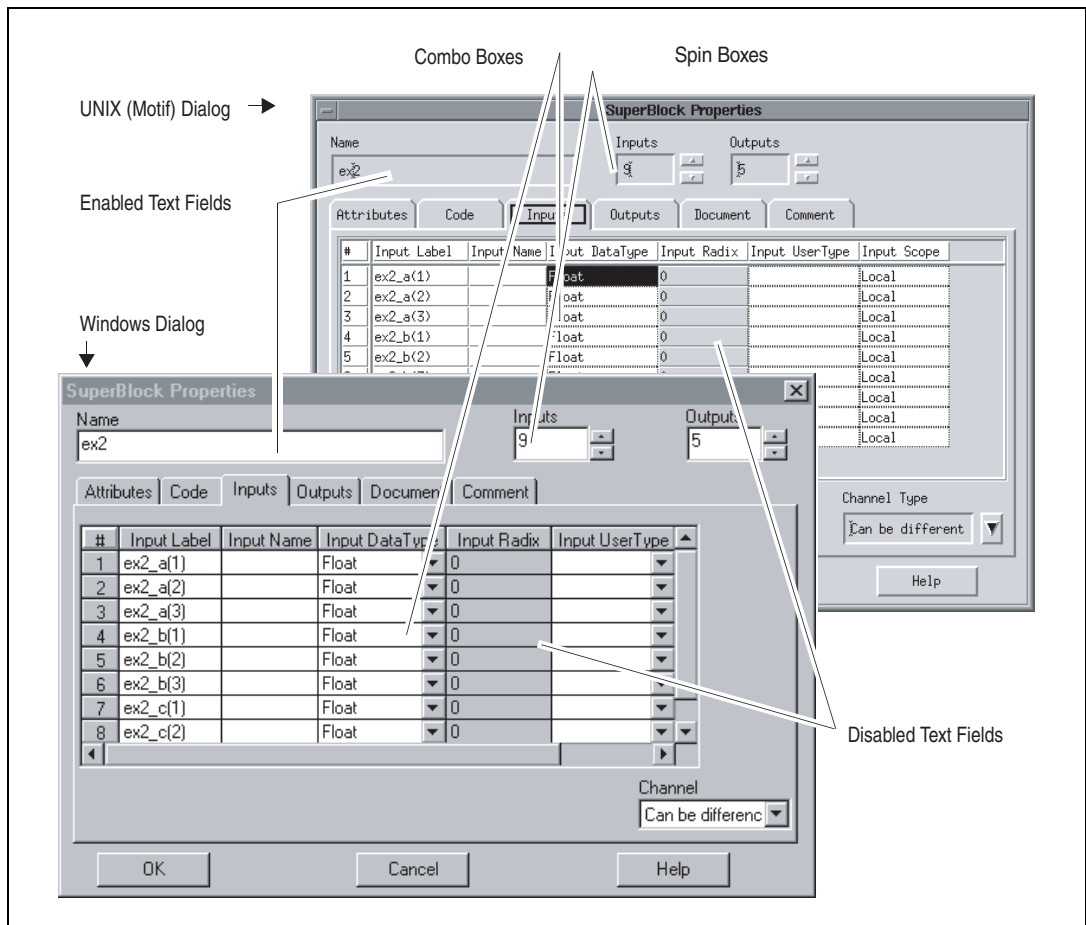 Combo Boxes
Spin Boxes
UNIX (Motif) Dialog
SuperBlock Properties
Name
Inputs
Outputs
ex2
9
5
Enabled Text Fields
Attributes Code Inputs Outputs Document Comment
# Input Label Input Name Input DataType Input Radix Input UserType Input Scope
1 ex2_a(1) Float 0 Local
2 ex2_a(2) Float 0 Local
3 ex2_a(3) Float 0 Local
4 ex2_b(1) Float 0 Local
5 ex2_b(2) Float 0 Local
Local
Local
Local
Local
Channel Type
Can be different
Help
Windows Dialog
SuperBlock Properties
Name
Inputs
Outputs
ex2
9
5
Attributes Code Inputs Outputs Document Comment
# Input Label Input Name Input DataType Input Radix Input UserType
1 ex2_a(1) Float 0
2 ex2_a(2) Float 0
3 ex2_a(3) Float 0
4 ex2_b(1) Float 0
5 ex2_b(2) Float 0
6 ex2_b(3) Float 0
7 ex2_c(1) Float 0
8 ex2_c(2) Float 0
Disabled Text Fields
Channel
Can be differenc
OK
Cancel
Help